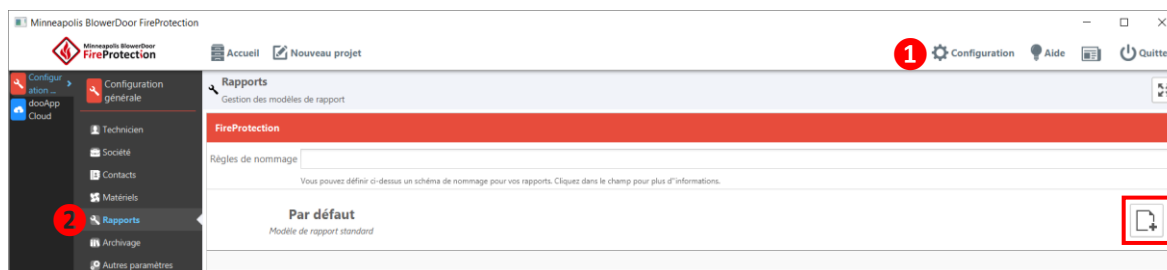 Minneapolis BlowerDoor FireProtection
Minneapolis BlowerDoor
FireProtection
Accueil
Nouveau projet
1
Configuration
Aide
Quitte
Configur
ation ...
dooApp
Cloud
Configuration
générale
Technicien
Société
Contacts
Matériels
2
Rapports
Archivage
Autres paramètres
Rapports
Gestion des modèles de rapport
FireProtection
Règles de nommage
Vous pouvez définir ci-dessus un schéma de nommage pour vos rapports. Cliquez dans le champ pour plus d''informations.
Par défaut
Modèle de rapport standard